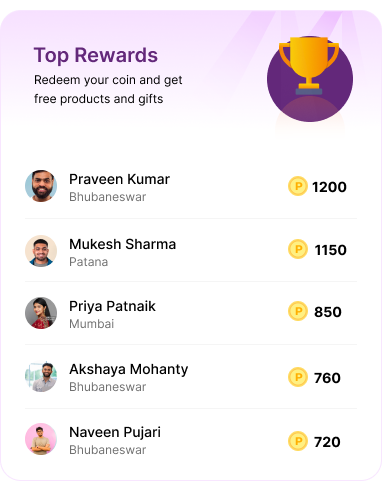 Top Rewards
Redeem your coin and get
free products and gifts
Praveen Kumar
Bhubaneswar
P 1200
Mukesh Sharma
Patana
P 1150
Priya Patnaik
Mumbai
P 850
Akshaya Mohanty
Bhubaneswar
P 760
Naveen Pujari
Bhubaneswar
P 720